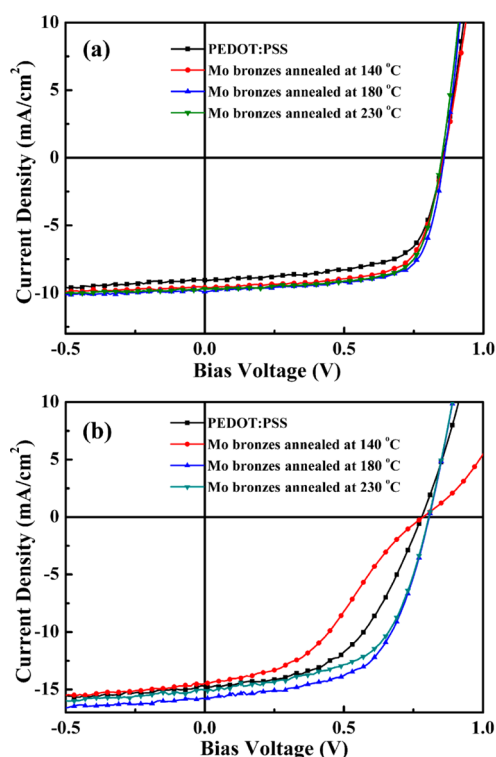 10
(a)
PEDOT:PSS
Mo bronzes annealed at 140 °C
Mo bronzes annealed at 180 °C
Mo bronzes annealed at 230 °C
5
0
-5
-10
Current Density (mA/cm²)
-0.5 0.0 0.5 1.0
Bias Voltage (V)
10
(b)
PEDOT:PSS
Mo bronzes annealed at 140 °C
Mo bronzes annealed at 180 °C
Mo bronzes annealed at 230 °C
5
0
-5
-10
-15
Current Density (mA/cm²)
-0.5 0.0 0.5 1.0
Bias Voltage (V)